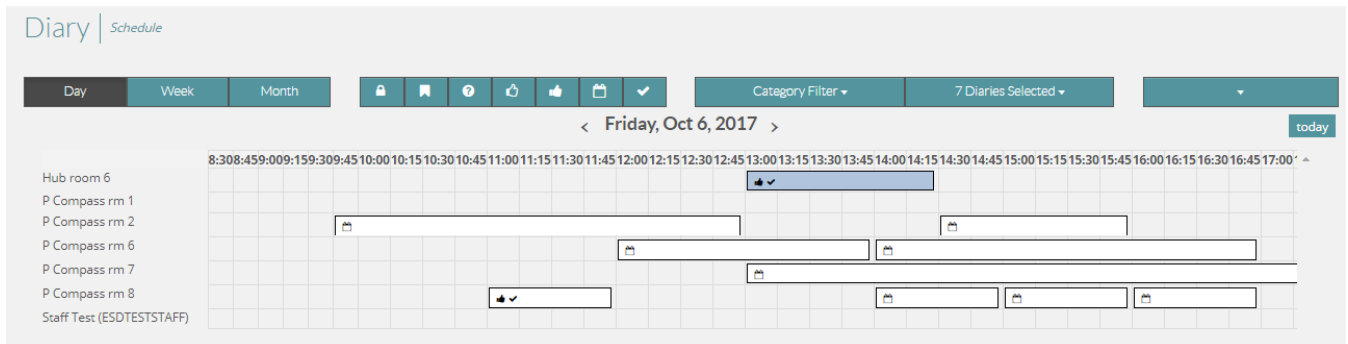 Diary | Schedule
Day Week Month Category Filter 7 Diaries Selected
Friday, Oct 6, 2017
today
8:30 8:45 9:00 9:15 9:30 9:45 10:00 10:15 10:30 10:45 11:00 11:15 11:30 11:45 12:00 12:15 12:30 12:45 13:00 13:15 13:30 13:45 14:00 14:15 14:30 14:45 15:00 15:15 15:30 15:45 16:00 16:15 16:30 16:45 17:00
Hub room 6
P Compass rm 1
P Compass rm 2
P Compass rm 6
P Compass rm 7
P Compass rm 8
Staff Test (ESDTESTSTAFF)